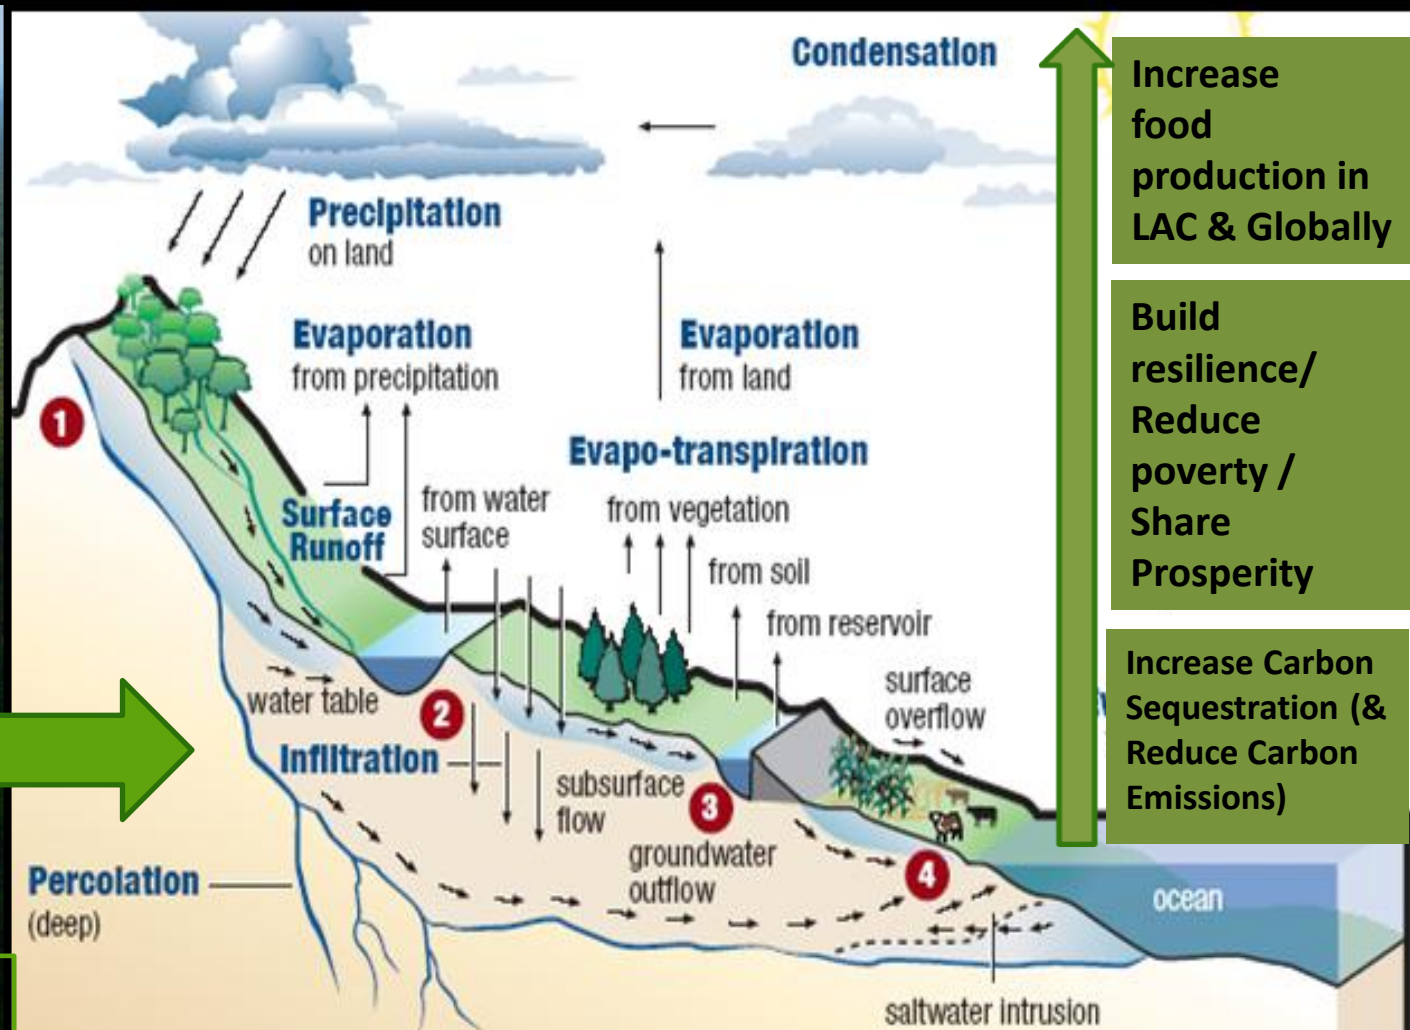 Condensation
Precipitation
on land
Evaporation
from precipitation
Evaporation
from land
Evapo-transpiration
1
Surface
Runoff
from water
surface
from vegetation
from soil
from reservoir
surface
overflow
water table
2
Infiltration
subsurface
flow
3
groundwater
outflow
4
Percolation
(deep)
ocean
saltwater intrusion
Increase
food
production in
LAC & Globally
Build
resilience/
Reduce
poverty /
Share
Prosperity
Increase Carbon
Sequestration (&
Reduce Carbon
Emissions)